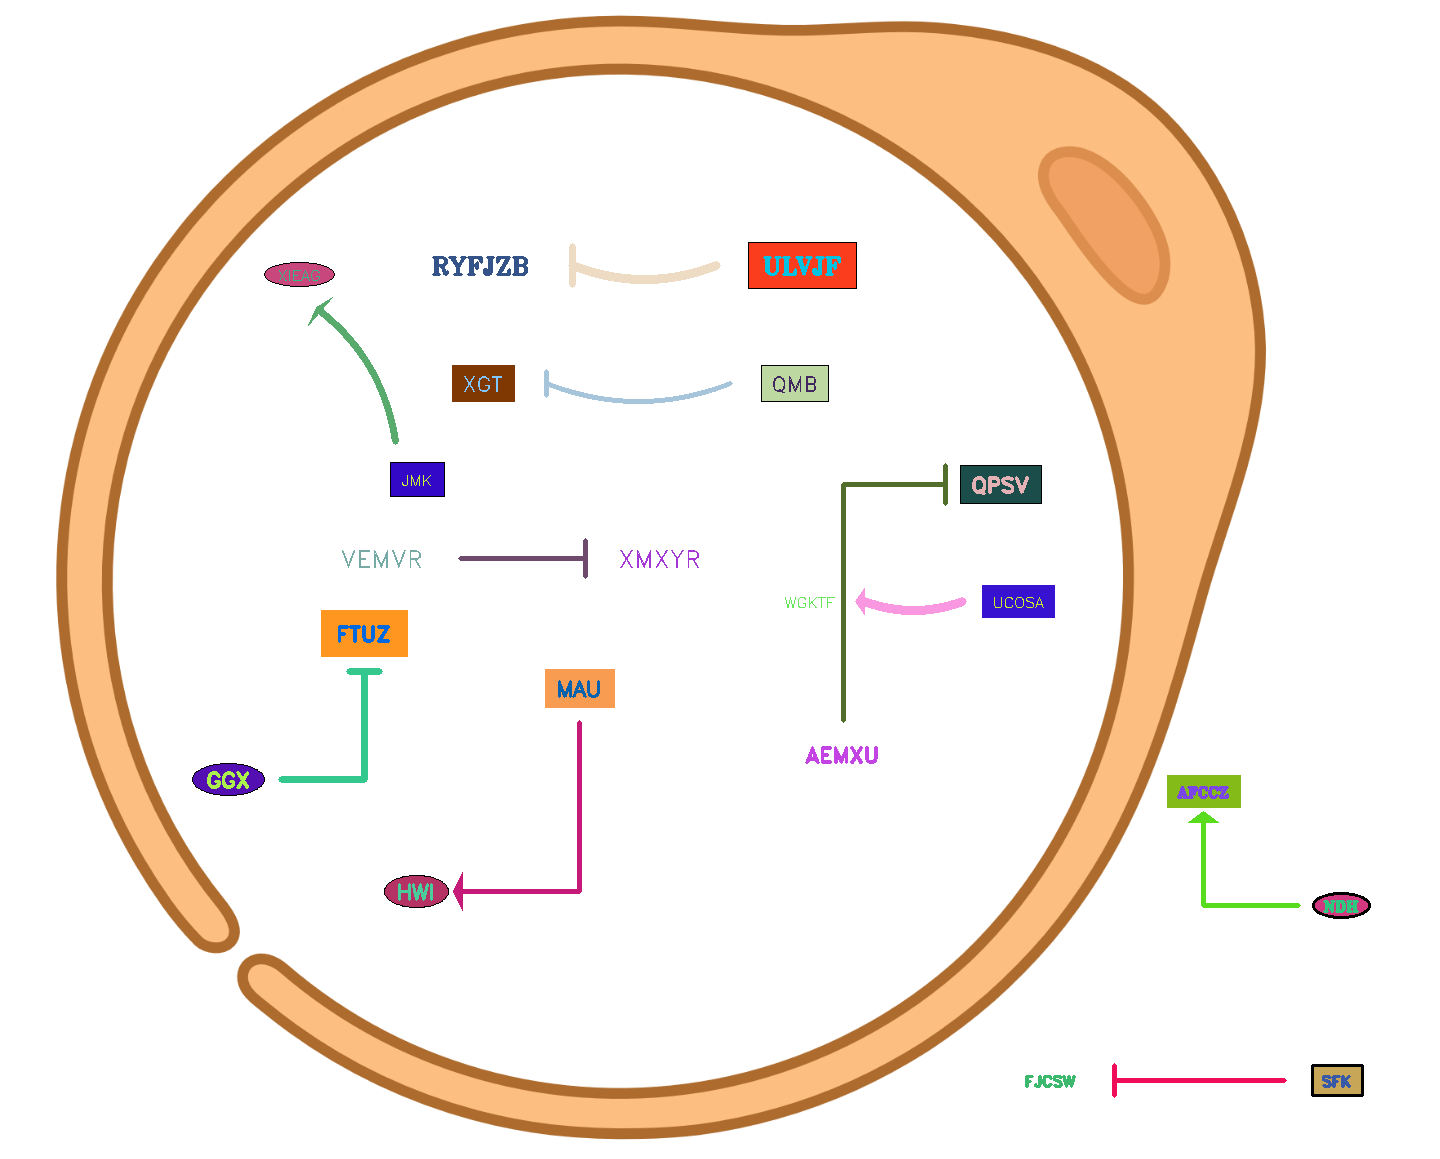 RYFJZB
ULVJF
XIEAG
XGT
QMB
JMK
QPSV
VEMVR
XMXYR
WGKTF
UCOSA
FTUZ
MAU
AEMXU
GGX
AFCCZ
HWI
NDH
FJCSW
SFK